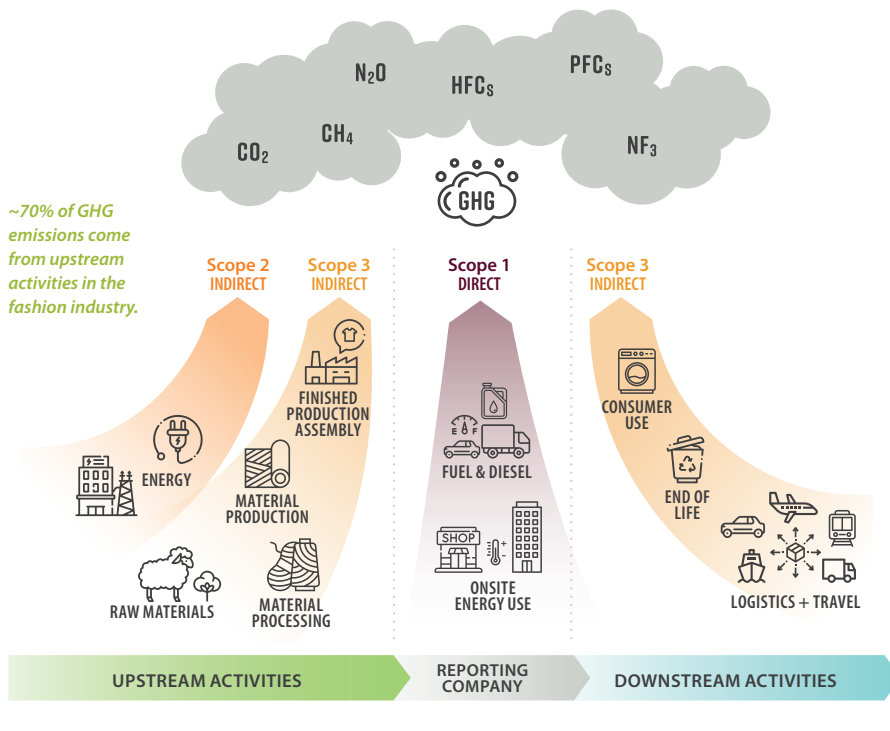 N₂O
HFCs
PFCs
CO₂
CH₄
NF₃
GHG
~70% of GHG
emissions come
from upstream
activities in the
fashion industry.
Scope 2
INDIRECT
Scope 3
INDIRECT
Scope 1
DIRECT
Scope 3
INDIRECT
FINISHED
PRODUCTION
ASSEMBLY
ENERGY
MATERIAL
PRODUCTION
RAW MATERIALS
MATERIAL
PROCESSING
E F
FUEL & DIESEL
SHOP
+
-
ONSITE
ENERGY USE
CONSUMER
USE
END OF
LIFE
LOGISTICS + TRAVEL
UPSTREAM ACTIVITIES
REPORTING
COMPANY
DOWNSTREAM ACTIVITIES